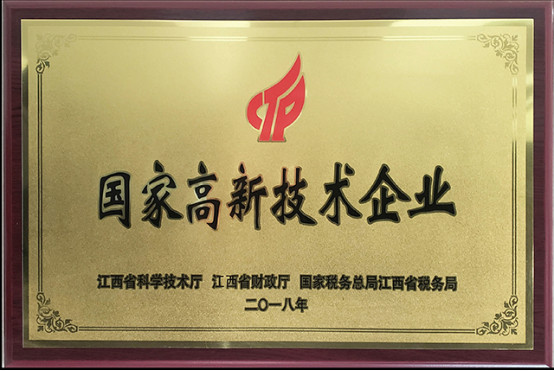 CTP
国家高新技术企业
江西省科学技术厅 江西省财政厅 国家税务总局江西省税务局
二〇一八年